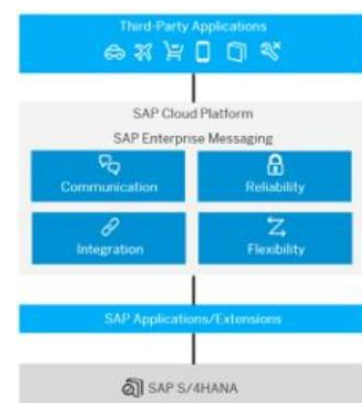 Third-Party Applications
SAP Cloud Platform
SAP Enterprise Messaging
Communication
Reliability
Integration
Flexibility
SAP Applications/Extensions
SAP S/4HANA